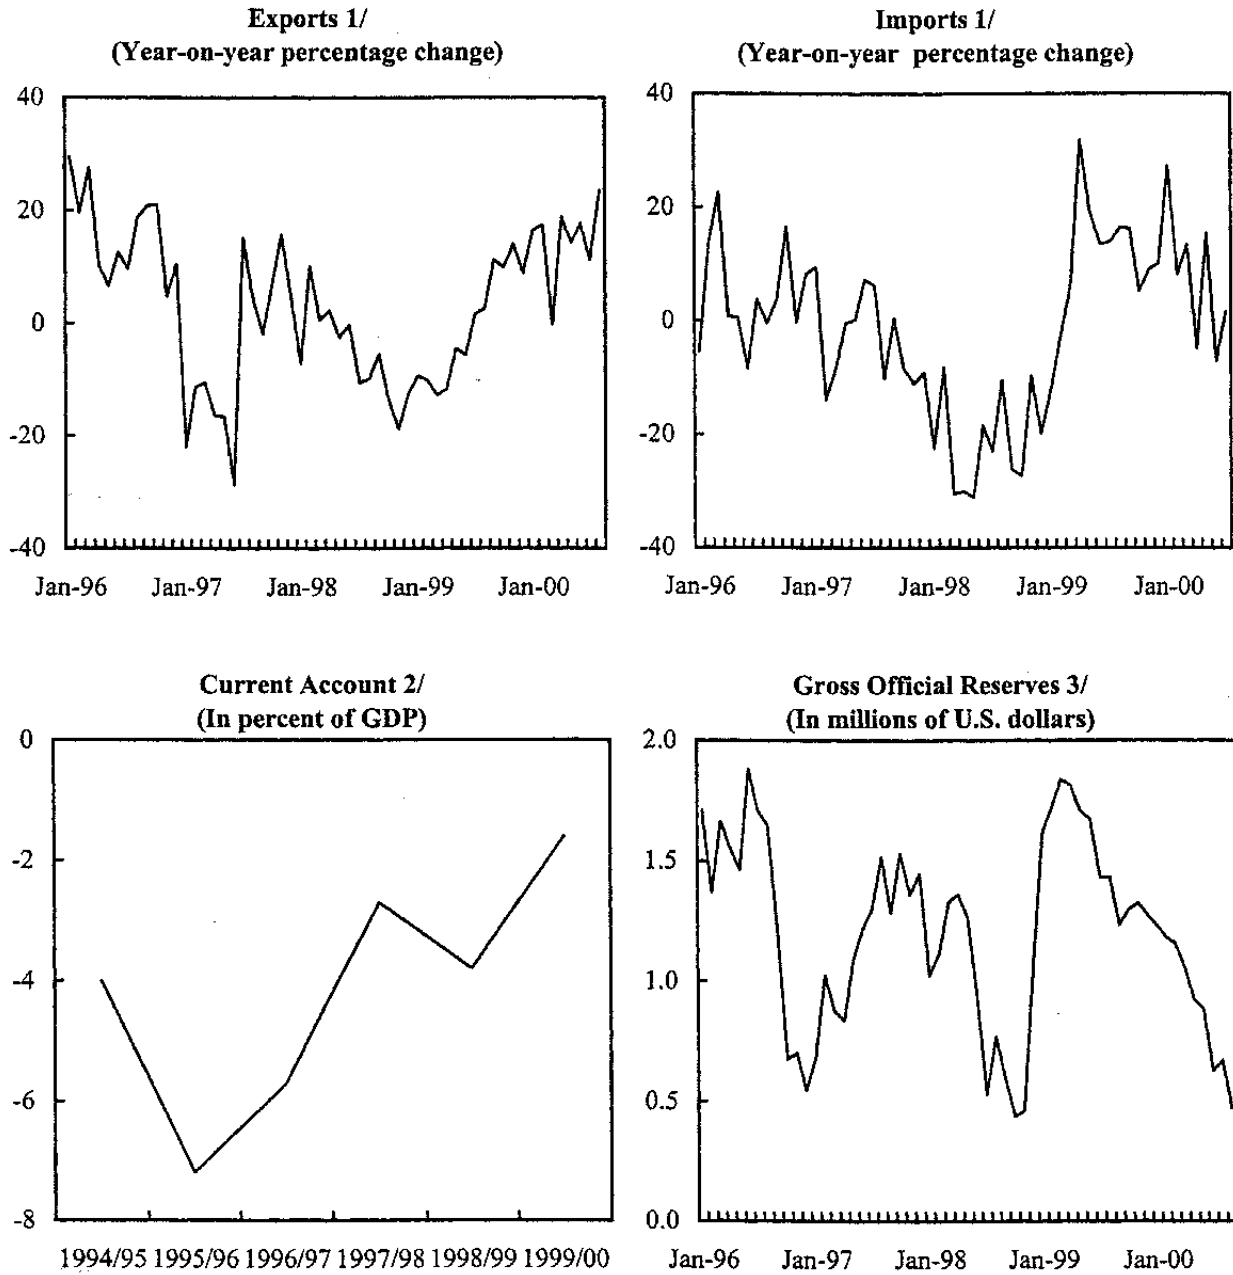 Exports 1/
(Year-on-year percentage change)
40
20
0
-20
-40
Jan-96 Jan-97 Jan-98 Jan-99 Jan-00
Imports 1/
(Year-on-year percentage change)
40
20
0
-20
-40
Jan-96 Jan-97 Jan-98 Jan-99 Jan-00
Current Account 2/
(In percent of GDP)
0
-2
-4
-6
-8
1994/95 1995/96 1996/97 1997/98 1998/99 1999/00
Gross Official Reserves 3/
(In millions of U.S. dollars)
2.0
1.5
1.0
0.5
0.0
Jan-96 Jan-97 Jan-98 Jan-99 Jan-00